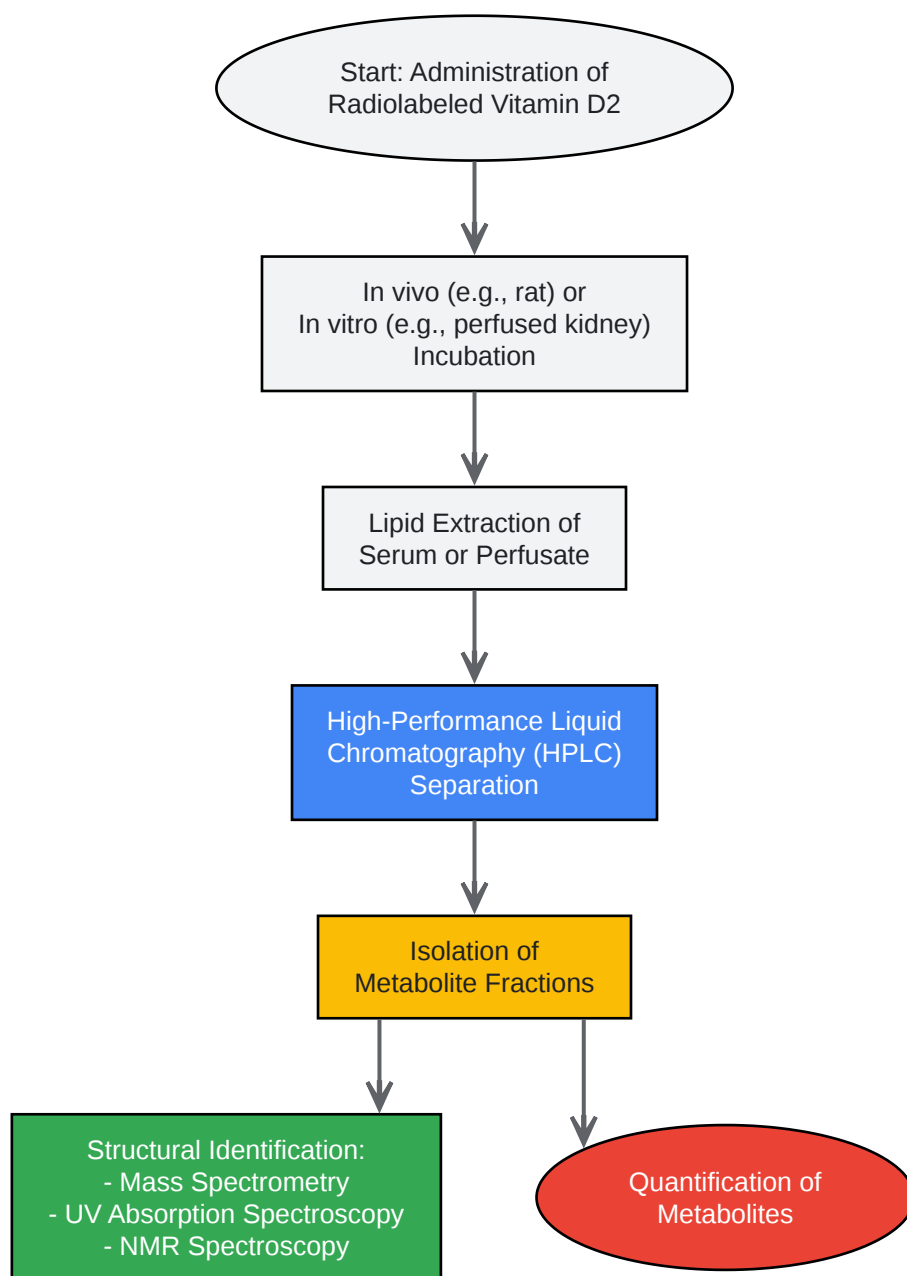 Start: Administration of
Radiolabeled Vitamin D2
In vivo (e.g., rat) or
In vitro (e.g., perfused kidney)
Incubation
Lipid Extraction of
Serum or Perfusate
High-Performance Liquid
Chromatography (HPLC)
Separation
Isolation of
Metabolite Fractions
Structural Identification:
- Mass Spectrometry
- UV Absorption Spectroscopy
- NMR Spectroscopy
Quantification of
Metabolites